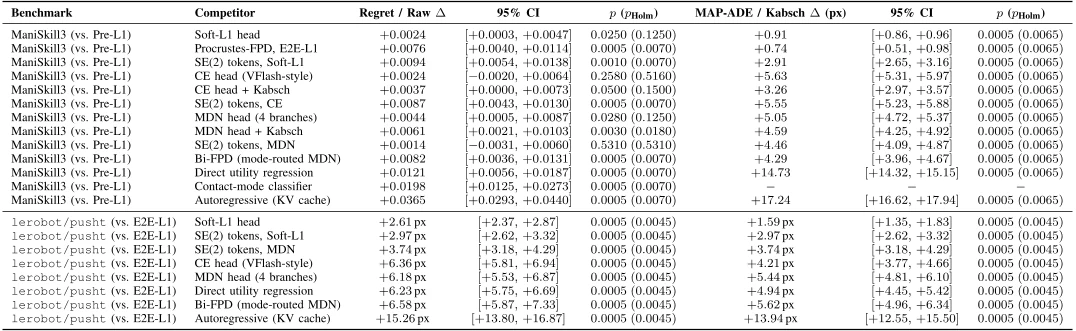 Benchmark Competitor Regret / Raw Δ 95% CI p (pHolm) MAP-ADE / Kabsch Δ (px) 95% CI p (pHolm)
ManiSkill3 (vs. Pre-L1) Soft-L1 head +0.0024 [+0.0003, +0.0047] 0.0250 (0.1250) +0.91 [+0.86, +0.96] 0.0005 (0.0065)
ManiSkill3 (vs. Pre-L1) Procrustes-FPD, E2E-L1 +0.0076 [+0.0040, +0.0114] 0.0005 (0.0070) +0.74 [+0.51, +0.98] 0.0005 (0.0065)
ManiSkill3 (vs. Pre-L1) SE(2) tokens, Soft-L1 +0.0094 [+0.0054, +0.0138] 0.0010 (0.0070) +2.91 [+2.65, +3.16] 0.0005 (0.0065)
ManiSkill3 (vs. Pre-L1) CE head (VFlash-style) +0.0024 [−0.0020, +0.0064] 0.2580 (0.5160) +5.63 [+5.31, +5.97] 0.0005 (0.0065)
ManiSkill3 (vs. Pre-L1) CE head + Kabsch +0.0037 [+0.0000, +0.0073] 0.0500 (0.1500) +3.26 [+2.97, +3.57] 0.0005 (0.0065)
ManiSkill3 (vs. Pre-L1) SE(2) tokens, CE +0.0087 [+0.0043, +0.0130] 0.0005 (0.0070) +5.55 [+5.23, +5.88] 0.0005 (0.0065)
ManiSkill3 (vs. Pre-L1) MDN head (4 branches) +0.0044 [+0.0005, +0.0087] 0.0280 (0.1250) +5.05 [+4.72, +5.37] 0.0005 (0.0065)
ManiSkill3 (vs. Pre-L1) MDN head + Kabsch +0.0061 [+0.0021, +0.0103] 0.0030 (0.0180) +4.59 [+4.25, +4.92] 0.0005 (0.0065)
ManiSkill3 (vs. Pre-L1) SE(2) tokens, MDN +0.0014 [−0.0031, +0.0060] 0.5310 (0.5310) +4.46 [+4.09, +4.87] 0.0005 (0.0065)
ManiSkill3 (vs. Pre-L1) Bi-FPD (mode-routed MDN) +0.0082 [+0.0036, +0.0131] 0.0005 (0.0070) +4.29 [+3.96, +4.67] 0.0005 (0.0065)
ManiSkill3 (vs. Pre-L1) Direct utility regression +0.0121 [+0.0056, +0.0187] 0.0005 (0.0070) +14.73 [+14.32, +15.15] 0.0005 (0.0065)
ManiSkill3 (vs. Pre-L1) Contact-mode classifier +0.0198 [+0.0125, +0.0273] 0.0005 (0.0070) − − −
ManiSkill3 (vs. Pre-L1) Autoregressive (KV cache) +0.0365 [+0.0293, +0.0440] 0.0005 (0.0070) +17.24 [+16.62, +17.94] 0.0005 (0.0065)
lerobot/pusht (vs. E2E-L1) Soft-L1 head +2.61 px [+2.37, +2.87] 0.0005 (0.0045) +1.59 px [+1.35, +1.83] 0.0005 (0.0045)
lerobot/pusht (vs. E2E-L1) SE(2) tokens, Soft-L1 +2.97 px [+2.62, +3.32] 0.0005 (0.0045) +2.97 px [+2.62, +3.32] 0.0005 (0.0045)
lerobot/pusht (vs. E2E-L1) SE(2) tokens, MDN +3.74 px [+3.18, +4.29] 0.0005 (0.0045) +3.74 px [+3.18, +4.29] 0.0005 (0.0045)
lerobot/pusht (vs. E2E-L1) CE head (VFlash-style) +6.36 px [+5.81, +6.94] 0.0005 (0.0045) +4.21 px [+3.77, +4.66] 0.0005 (0.0045)
lerobot/pusht (vs. E2E-L1) MDN head (4 branches) +6.18 px [+5.53, +6.87] 0.0005 (0.0045) +5.44 px [+4.81, +6.10] 0.0005 (0.0045)
lerobot/pusht (vs. E2E-L1) Direct utility regression +6.23 px [+5.75, +6.69] 0.0005 (0.0045) +4.94 px [+4.45, +5.42] 0.0005 (0.0045)
lerobot/pusht (vs. E2E-L1) Bi-FPD (mode-routed MDN) +6.58 px [+5.87, +7.33] 0.0005 (0.0045) +5.62 px [+4.96, +6.34] 0.0005 (0.0045)
lerobot/pusht (vs. E2E-L1) Autoregressive (KV cache) +15.26 px [+13.80, +16.87] 0.0005 (0.0045) +13.94 px [+12.55, +15.50] 0.0005 (0.0045)